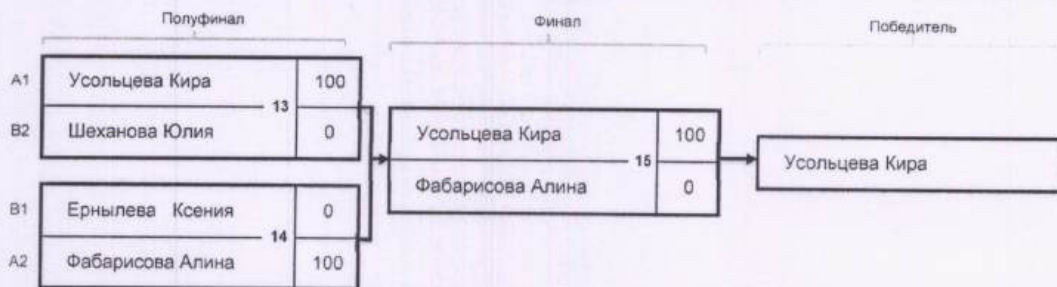 Полуфинал
Финал
Победитель
A1 Усольцева Кира 100
13
B2 Шеханова Юлия 0
Усольцева Кира 100
15
Фабарисова Алина 0
Усольцева Кира
B1 Ернылева Ксения 0
14
A2 Фабарисова Алина 100